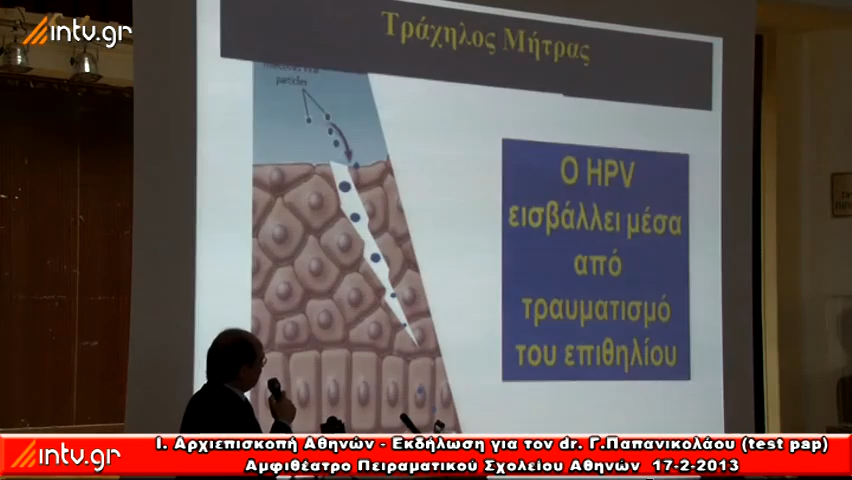 intv.gr
Τράχηλος Μήτρας
particles
Ο HPV
εισβάλλει μέσα
από
τραυματισμό
του επιθηλίου
Ι. Αρχιεπισκοπή Αθηνών - Εκδήλωση για τον dr. Γ.Παπανικολάου (test pap)
intv.gr
Αμφιθέατρο Πειραματικού Σχολείου Αθηνών 17-2-2013